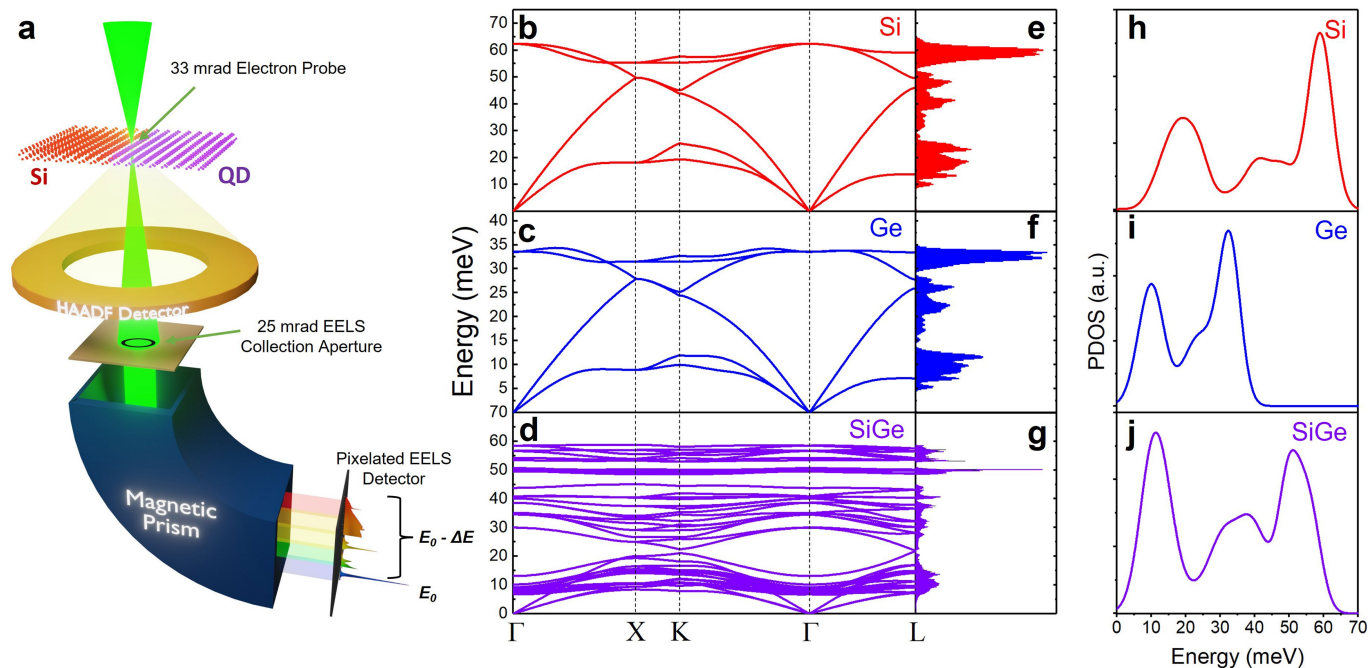 a
33 mrad Electron Probe
Si
QD
HAADF Detector
25 mrad EELS
Collection Aperture
Magnetic
Prism
Pixelated EELS
Detector
E₀ - ΔE
E₀
Energy (meV)
b
Si
e
70
60
50
40
30
20
10
c
Ge
f
40
35
30
25
20
15
10
5
d
SiGe
g
70
60
50
40
30
20
10
0
Γ X K Γ L
PDOS (a.u.)
h
Si
i
Ge
j
SiGe
0 10 20 30 40 50 60 70
Energy (meV)